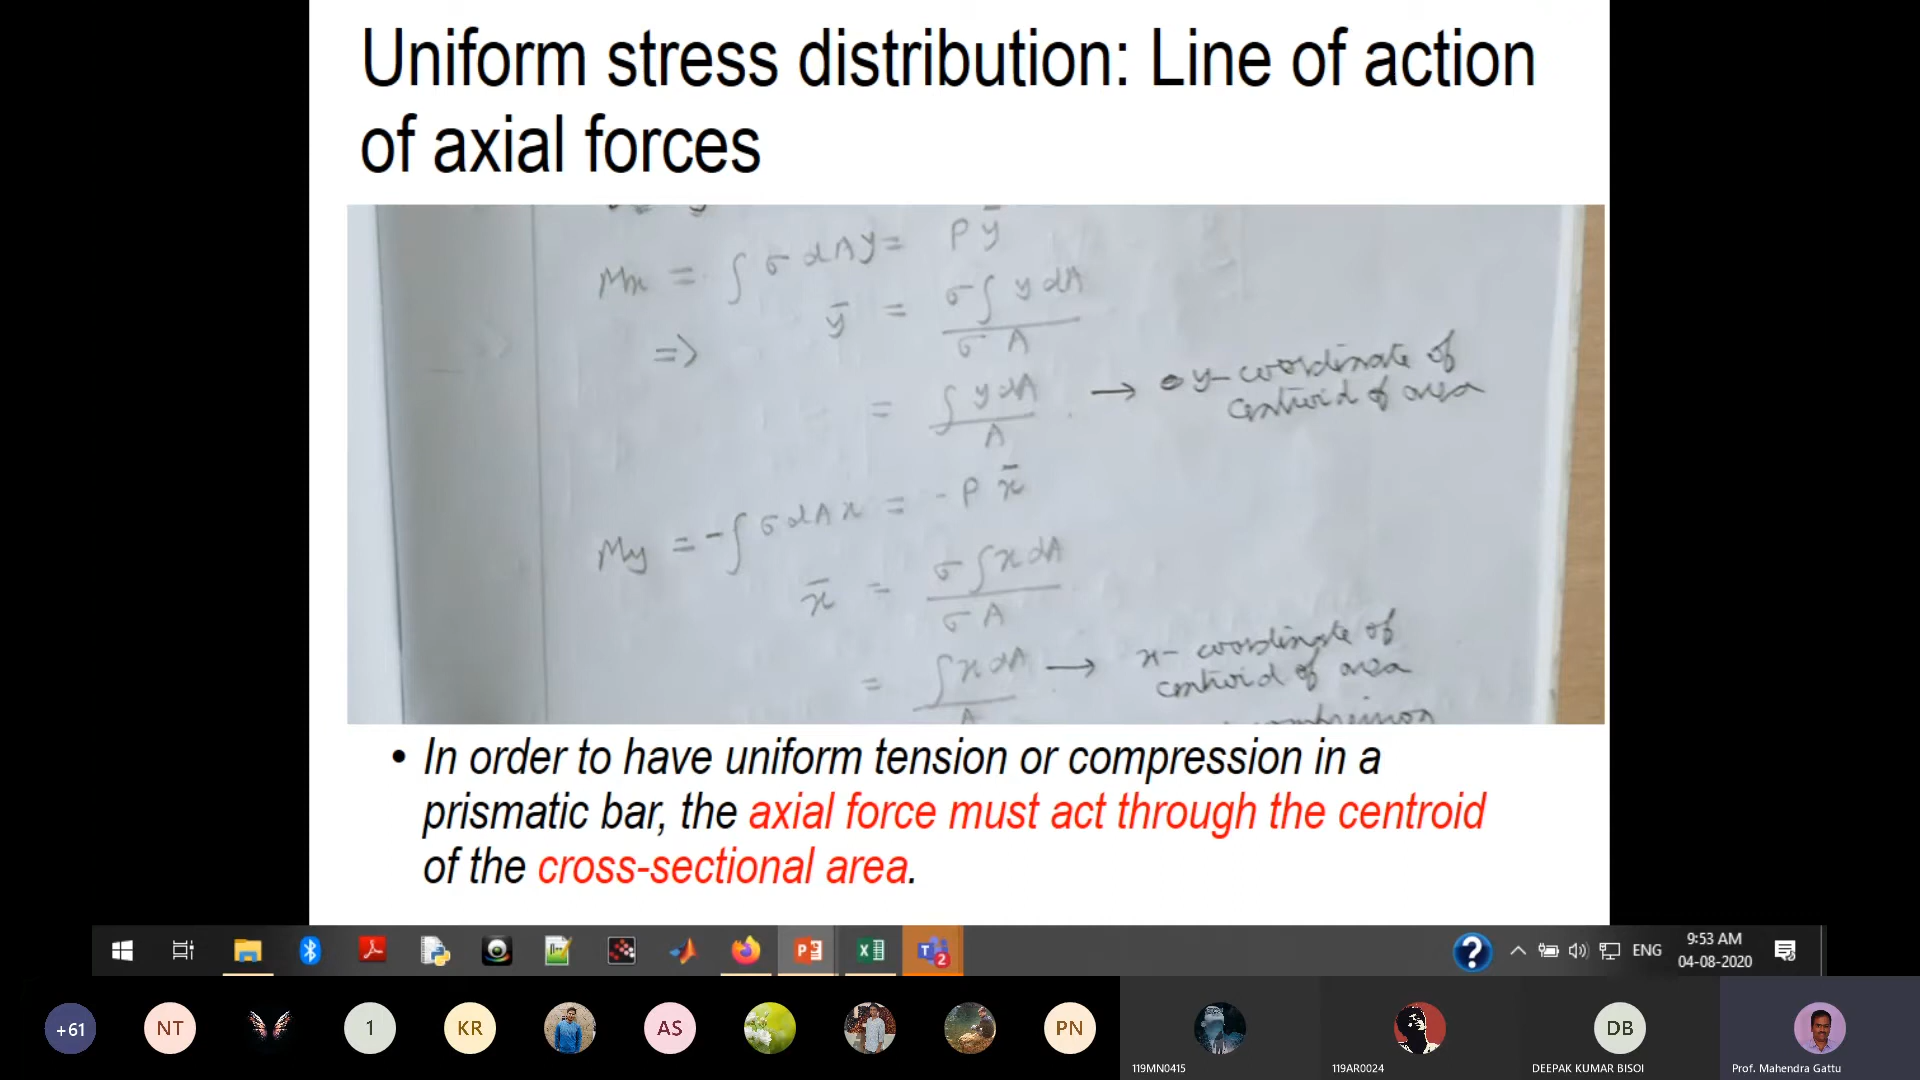 Uniform stress distribution: Line of action
of axial forces
Mx = ∫ σ dA y = P ȳ
=> ȳ = σ ∫ y dA / σ A
= ∫ y dA / A → y-coordinate of
centroid of area
My = - ∫ σ dA x = - P x̄
x̄ = σ ∫ x dA / σ A
= ∫ x dA / A → x-coordinate of
centroid of area
compression
• In order to have uniform tension or compression in a
prismatic bar, the axial force must act through the centroid
of the cross-sectional area.
ENG
9:53 AM
04-08-2020
+61
NT
1
KR
AS
PN
DB
119MN0415
119AR0024
DEEPAK KUMAR BISOI
Prof. Mahendra Gattu